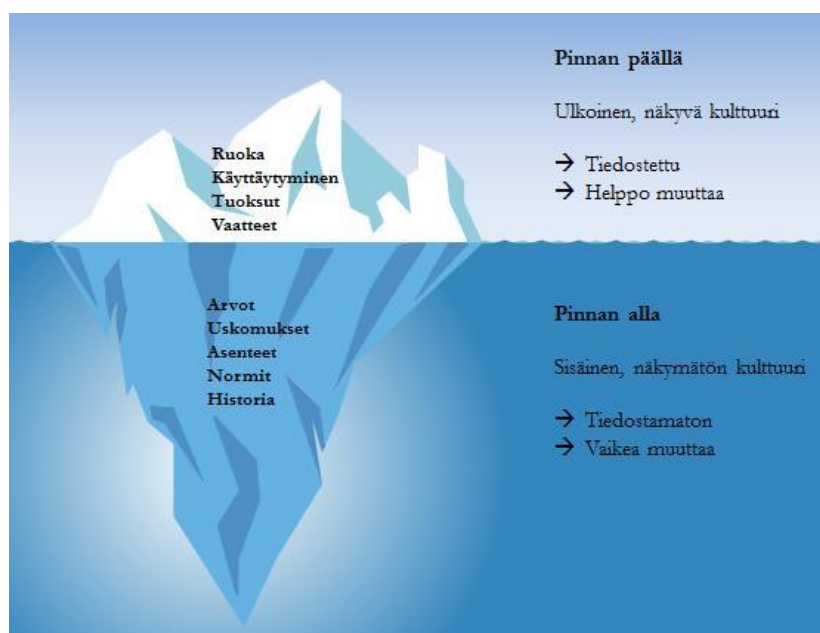 Pinnan päällä
Ulkoinen, näkyvä kulttuuri
→ Tiedostettu
→ Helppo muuttaa
Ruoka
Käyttäytyminen
Tuoksut
Vaatteet
Arvot
Uskomukset
Asenteet
Normit
Historia
Pinnan alla
Sisäinen, näkymätön kulttuuri
→ Tiedostamaton
→ Vaikea muuttaa